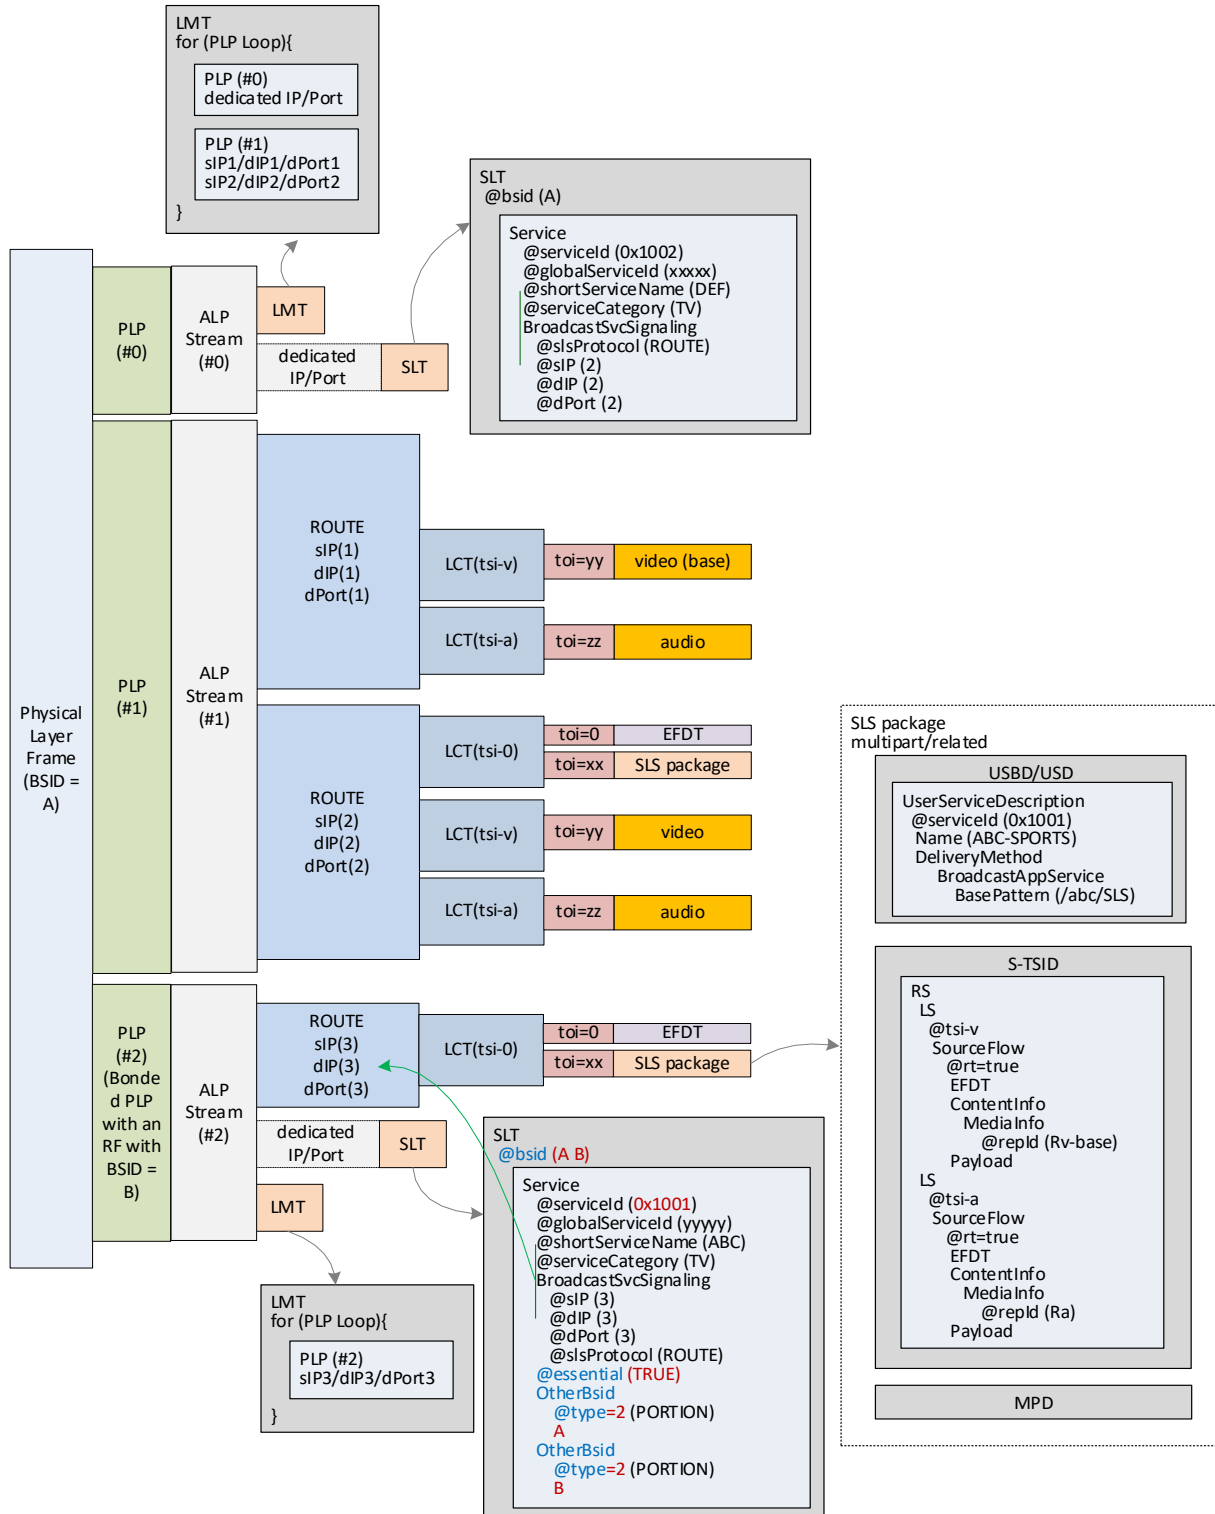 LMT
for (PLP Loop){
PLP (#0)
dedicated IP/Port
PLP (#1)
sIP1/dIP1/dPort1
sIP2/dIP2/dPort2
}
SLT
@bsid (A)
Service
@serviceId (0x1002)
@globalServiceId (xxxxx)
@shortServiceName (DEF)
@serviceCategory (TV)
BroadcastSvcSignaling
@slsProtocol (ROUTE)
@sIP (2)
@dIP (2)
@dPort (2)
Physical
Layer
Frame
(BSID =
A)
PLP
(#0)
ALP
Stream
(#0)
LMT
dedicated
IP/Port
SLT
PLP
(#1)
ALP
Stream
(#1)
ROUTE
sIP(1)
dIP(1)
dPort(1)
LCT(tsi-v)
toi=yy
video (base)
LCT(tsi-a)
toi=zz
audio
ROUTE
sIP(2)
dIP(2)
dPort(2)
LCT(tsi-0)
toi=0
EFDT
toi=xx
SLS package
LCT(tsi-v)
toi=yy
video
LCT(tsi-a)
toi=zz
audio
PLP
(#2)
(Bonde
d PLP
with an
RF with
BSID =
B)
ALP
Stream
(#2)
ROUTE
sIP(3)
dIP(3)
dPort(3)
LCT(tsi-0)
toi=0
EFDT
toi=xx
SLS package
dedicated
IP/Port
SLT
LMT
LMT
for (PLP Loop){
PLP (#2)
sIP3/dIP3/dPort3
}
SLT
@bsid (A B)
Service
@serviceId (0x1001)
@globalServiceId (yyyyy)
@shortServiceName (ABC)
@serviceCategory (TV)
BroadcastSvcSignaling
@sIP (3)
@dIP (3)
@dPort (3)
@slsProtocol (ROUTE)
@essential (TRUE)
OtherBsid
@type=2 (PORTION)
A
OtherBsid
@type=2 (PORTION)
B
SLS package
multipart/related
USBD/USD
UserServiceDescription
@serviceId (0x1001)
Name (ABC-SPORTS)
DeliveryMethod
BroadcastAppService
BasePattern (/abc/SLS)
S-TSID
RS
LS
@tsi-v
SourceFlow
@rt=true
EFDT
ContentInfo
MediaInfo
@repId (Rv-base)
Payload
LS
@tsi-a
SourceFlow
@rt=true
EFDT
ContentInfo
MediaInfo
@repId (Ra)
Payload
MPD